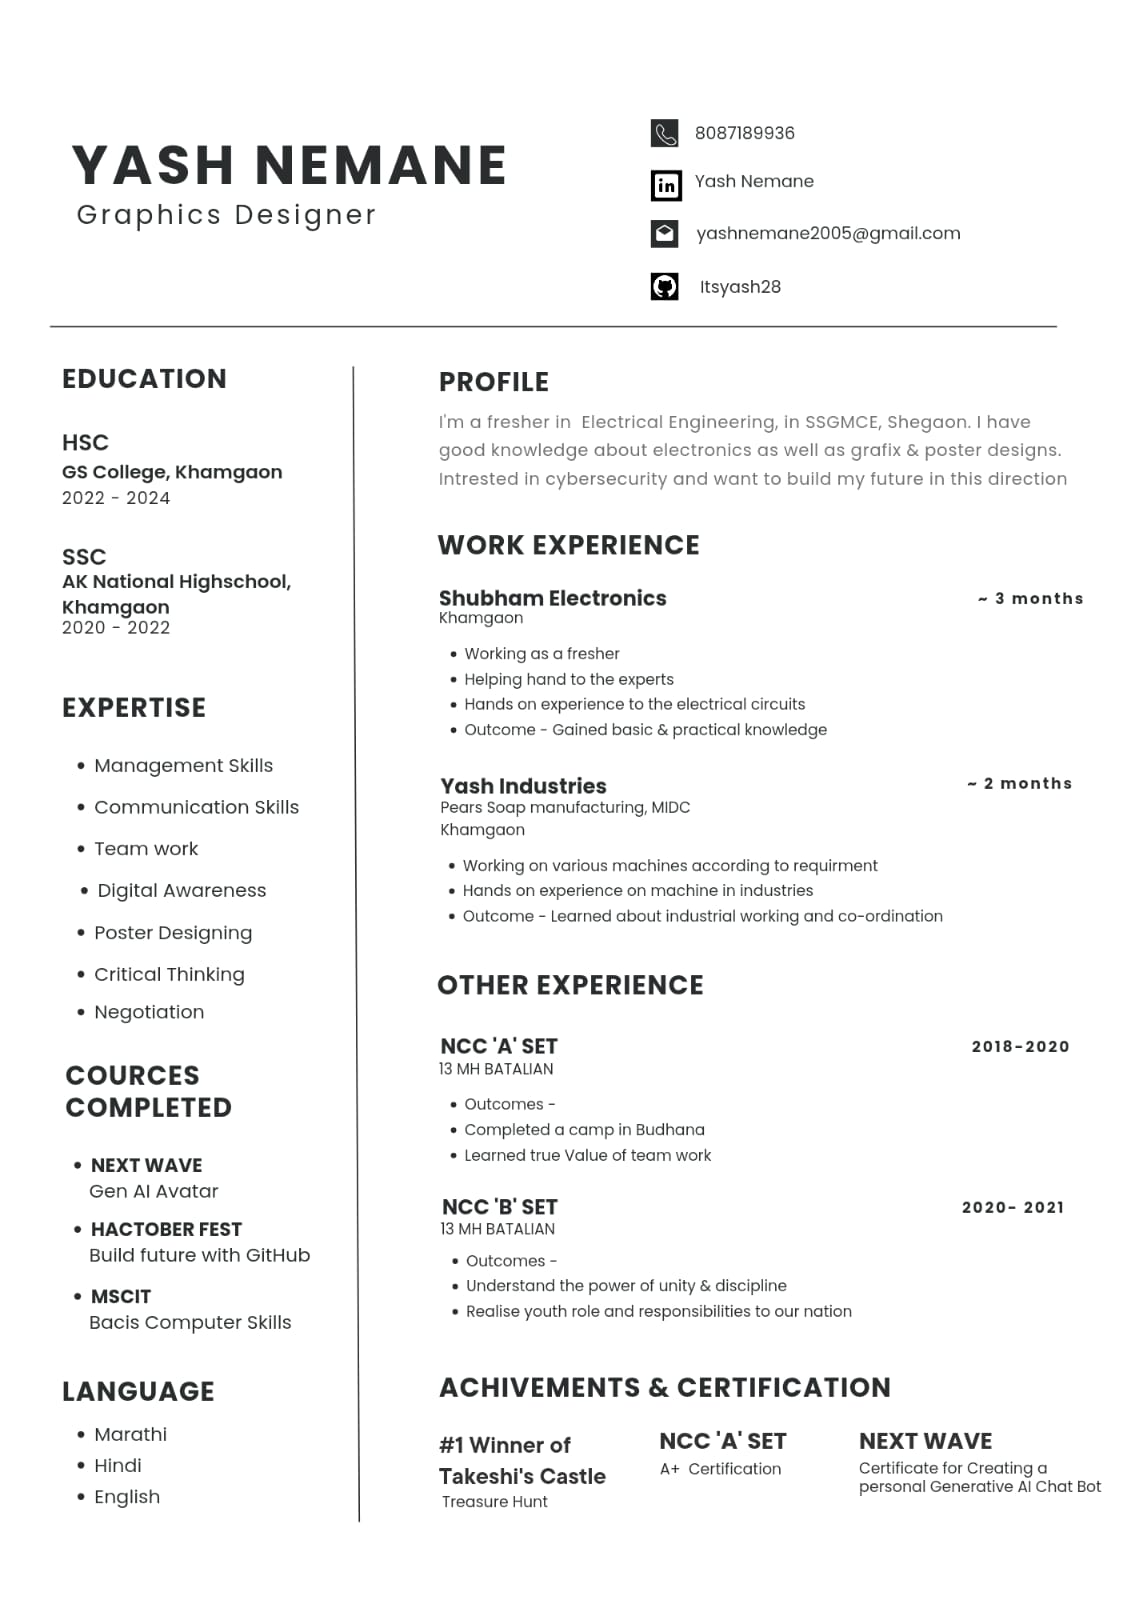 YASH NEMANE
Graphics Designer
8087189936
Yash Nemane
yashnemane2005@gmail.com
Itsyash28
EDUCATION
HSC
GS College, Khamgaon
2022 - 2024
SSC
AK National Highschool,
Khamgaon
2020 - 2022
EXPERTISE
• Management Skills
• Communication Skills
• Team work
• Digital Awareness
• Poster Designing
• Critical Thinking
• Negotiation
COURCES
COMPLETED
• NEXT WAVE
Gen AI Avatar
• HACTOBER FEST
Build future with GitHub
• MSCIT
Bacis Computer Skills
LANGUAGE
• Marathi
• Hindi
• English
PROFILE
I'm a fresher in  Electrical Engineering, in SSGMCE, Shegaon. I have
good knowledge about electronics as well as grafix & poster designs.
Intrested in cybersecurity and want to build my future in this direction
WORK EXPERIENCE
Shubham Electronics
~ 3 months
Khamgaon
• Working as a fresher
• Helping hand to the experts
• Hands on experience to the electrical circuits
• Outcome - Gained basic & practical knowledge
Yash Industries
~ 2 months
Pears Soap manufacturing, MIDC
Khamgaon
• Working on various machines according to requirment
• Hands on experience on machine in industries
• Outcome - Learned about industrial working and co-ordination
OTHER EXPERIENCE
NCC 'A' SET
2018-2020
13 MH BATALIAN
• Outcomes -
• Completed a camp in Budhana
• Learned true Value of team work
NCC 'B' SET
2020- 2021
13 MH BATALIAN
• Outcomes -
• Understand the power of unity & discipline
• Realise youth role and responsibilities to our nation
ACHIVEMENTS & CERTIFICATION
#1 Winner of
Takeshi's Castle
Treasure Hunt
NCC 'A' SET
A+  Certification
NEXT WAVE
Certificate for Creating a
personal Generative AI Chat Bot